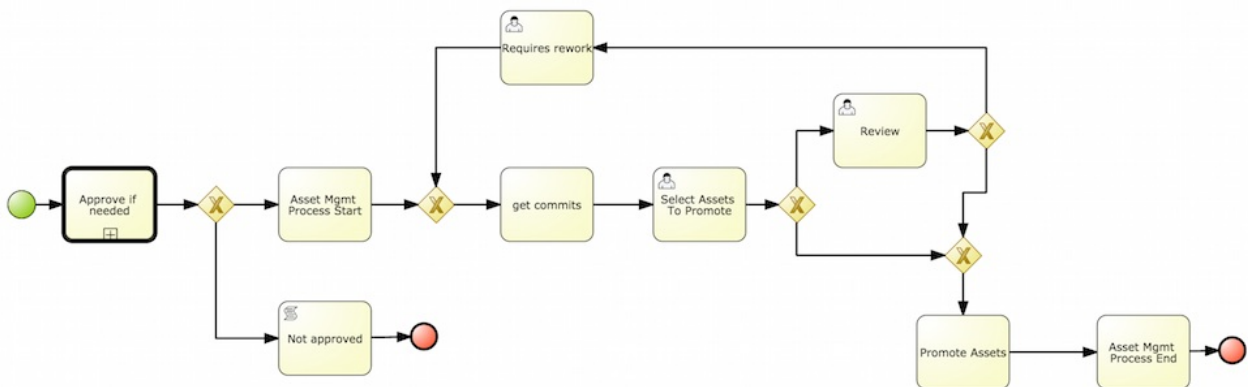 Requires rework
Review
Approve if
needed
Asset Mgmt
Process Start
get commits
Select Assets
To Promote
Not approved
Promote Assets
Asset Mgmt
Process End